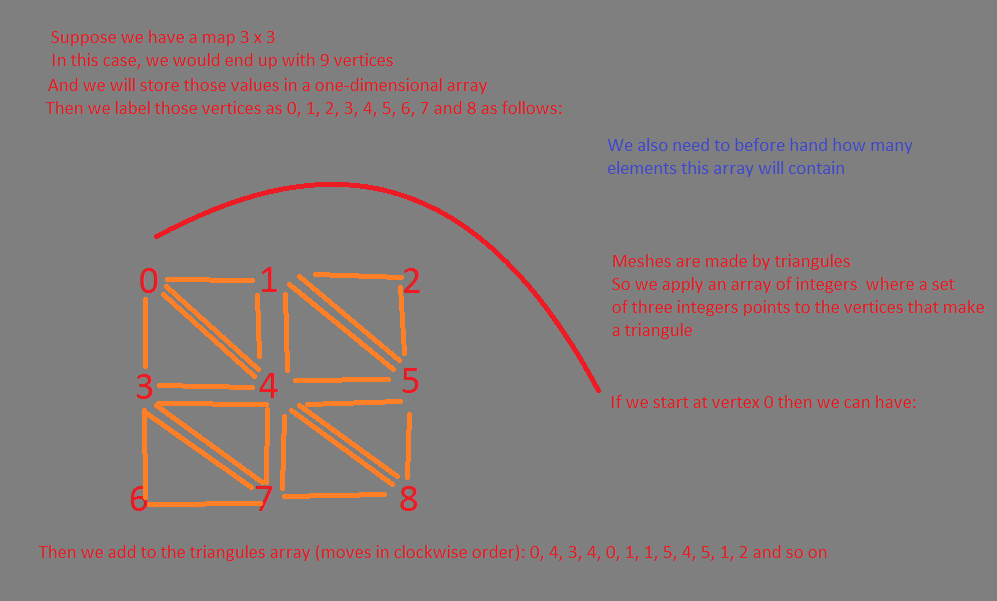 Suppose we have a map 3 x 3
In this case, we would end up with 9 vertices
And we will store those values in a one-dimensional array
Then we label those vertices as 0, 1, 2, 3, 4, 5, 6, 7 and 8 as follows:
We also need to before hand how many
elements this array will contain
Meshes are made by triangules
So we apply an array of integers where a set
of three integers points to the vertices that make
a triangule
If we start at vertex 0 then we can have:
0 1 2
3 4 5
6 7 8
Then we add to the triangules array (moves in clockwise order): 0, 4, 3, 4, 0, 1, 1, 5, 4, 5, 1, 2 and so on